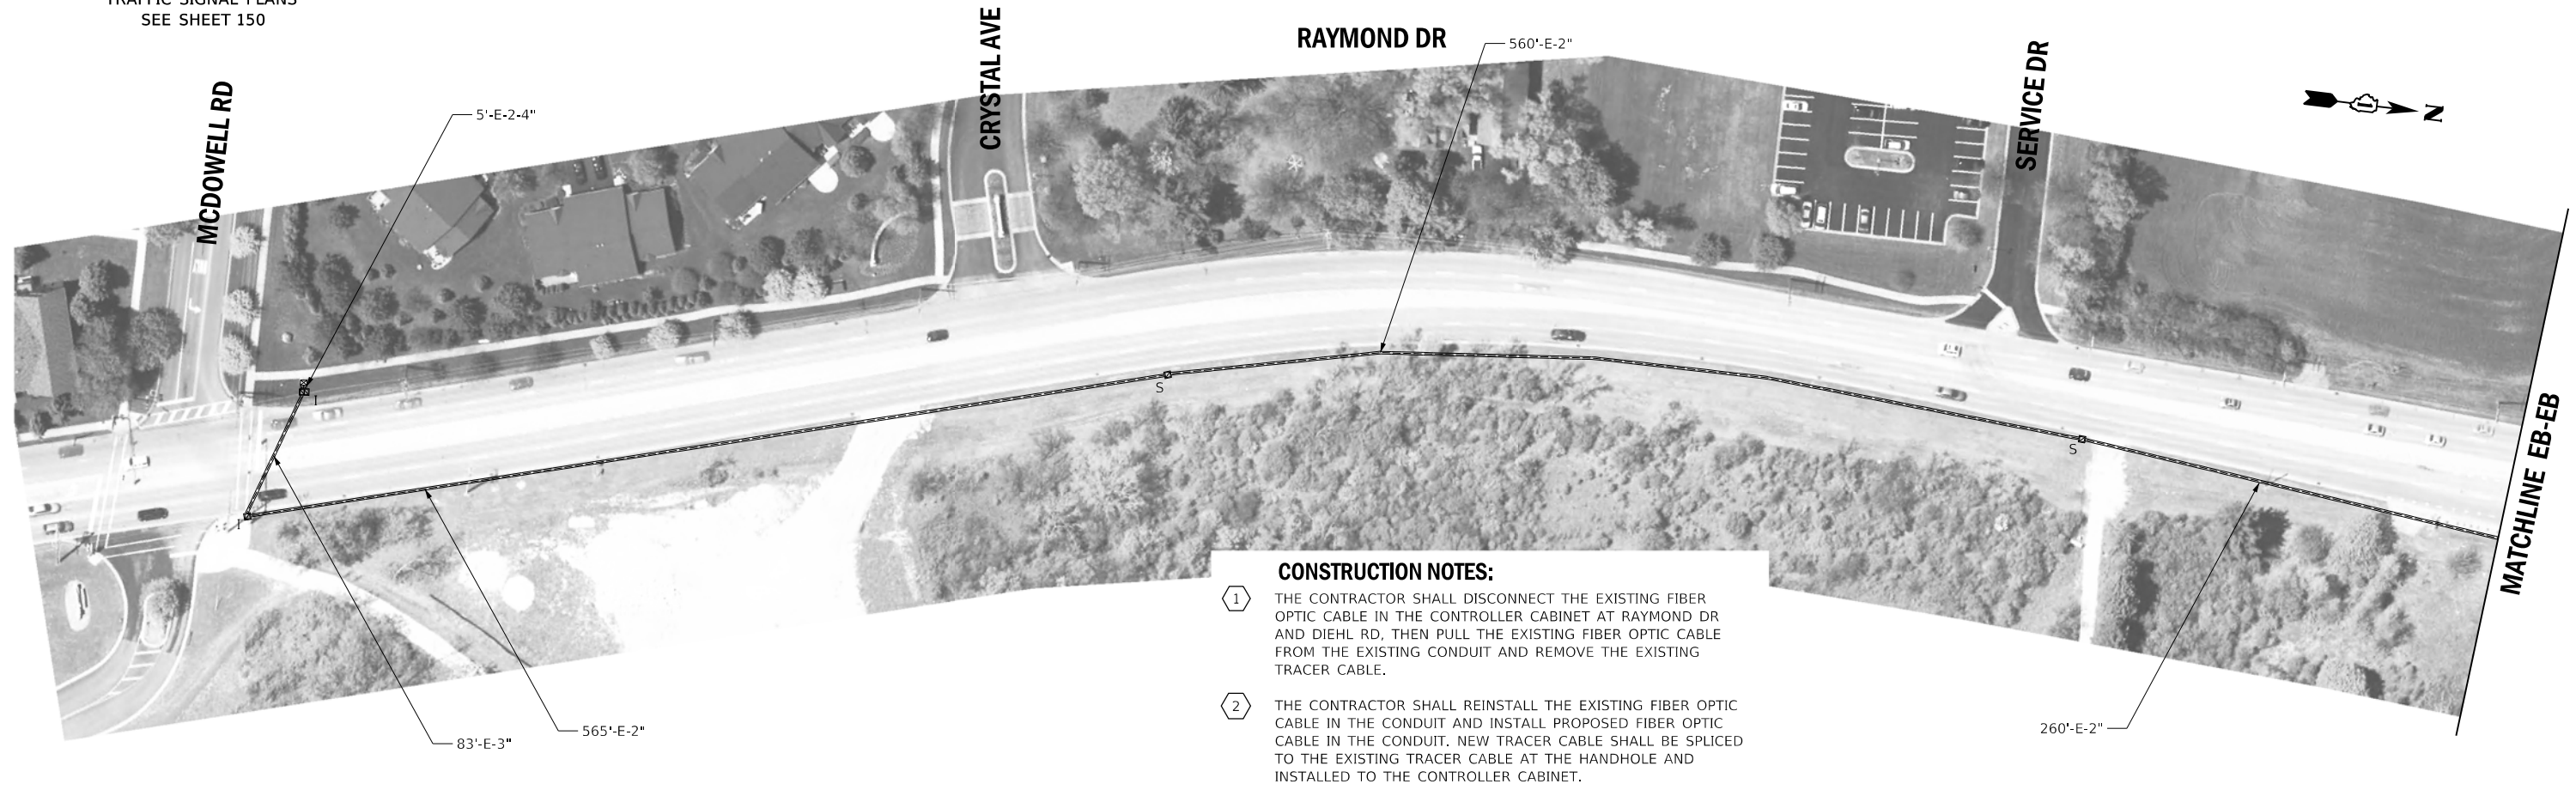 TRAFFIC SIGNAL PLANS
SEE SHEET 150
MCDOWELL RD
5'-E-2-4"
CRYSTAL AVE
RAYMOND DR
560'-E-2"
SERVICE DR
N
I
I
S
S
MATCHLINE EB-EB
83'-E-3"
565'-E-2"
260'-E-2"
CONSTRUCTION NOTES:
1 THE CONTRACTOR SHALL DISCONNECT THE EXISTING FIBER
OPTIC CABLE IN THE CONTROLLER CABINET AT RAYMOND DR
AND DIEHL RD, THEN PULL THE EXISTING FIBER OPTIC CABLE
FROM THE EXISTING CONDUIT AND REMOVE THE EXISTING
TRACER CABLE.
2 THE CONTRACTOR SHALL REINSTALL THE EXISTING FIBER OPTIC
CABLE IN THE CONDUIT AND INSTALL PROPOSED FIBER OPTIC
CABLE IN THE CONDUIT. NEW TRACER CABLE SHALL BE SPLICED
TO THE EXISTING TRACER CABLE AT THE HANDHOLE AND
INSTALLED TO THE CONTROLLER CABINET.